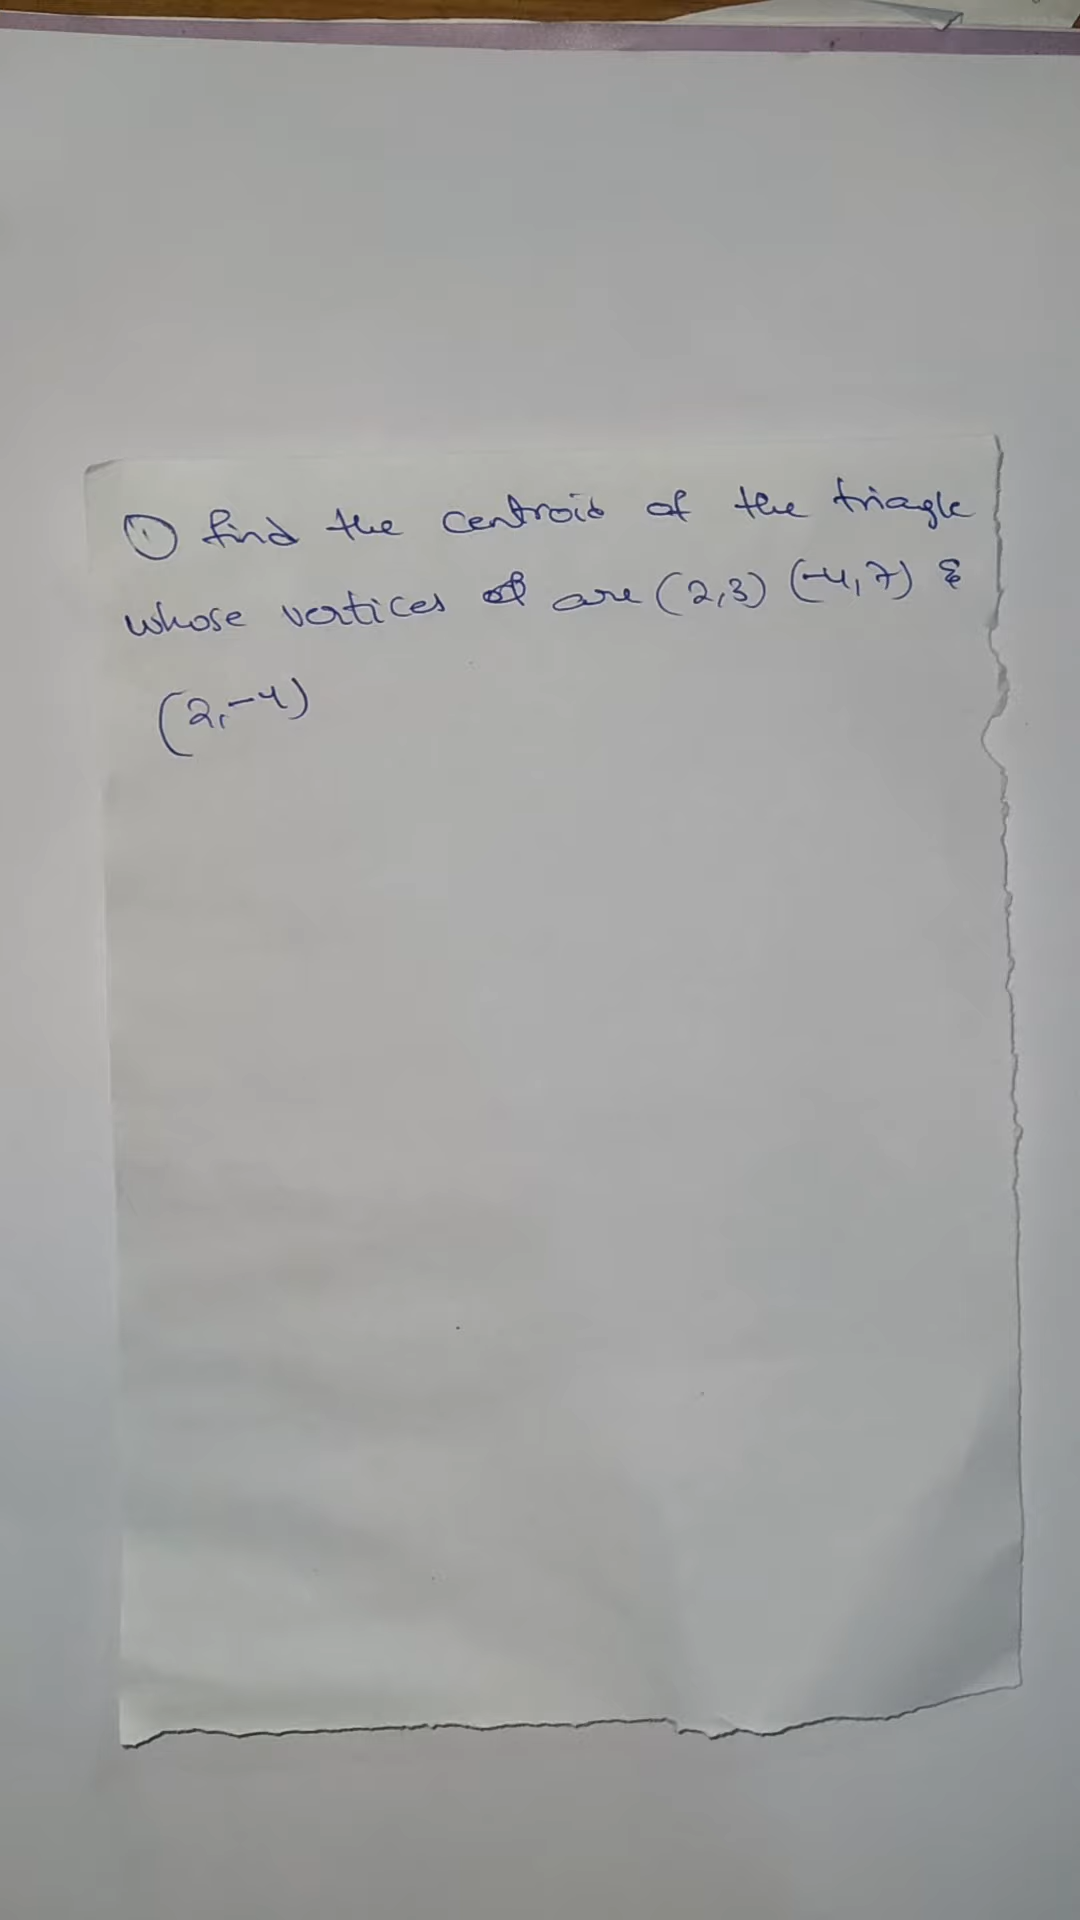 ① find the centroid of the triagle
whose vertices are (2,3) (-4,7) &
(2,-4)